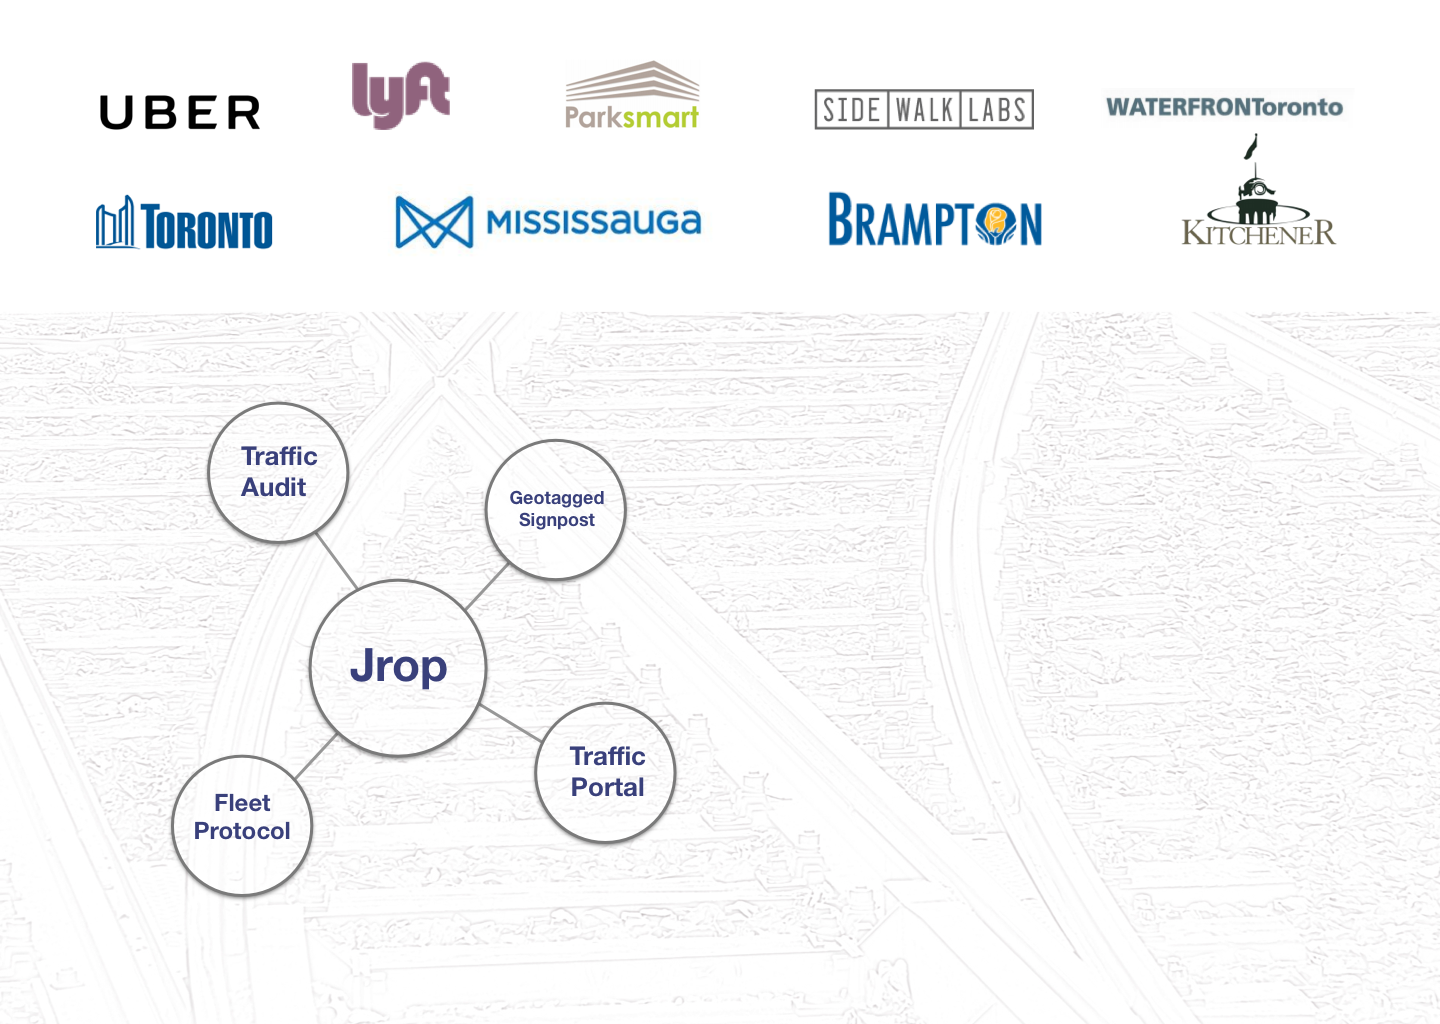 UBER
lyft
Parksmart
SIDE WALK LABS
WATERFRONToronto
TORONTO
MISSISSAUGA
BRAMPTON
KITCHENER
Traffic
Audit
Geotagged
Signpost
Jrop
Traffic
Portal
Fleet
Protocol